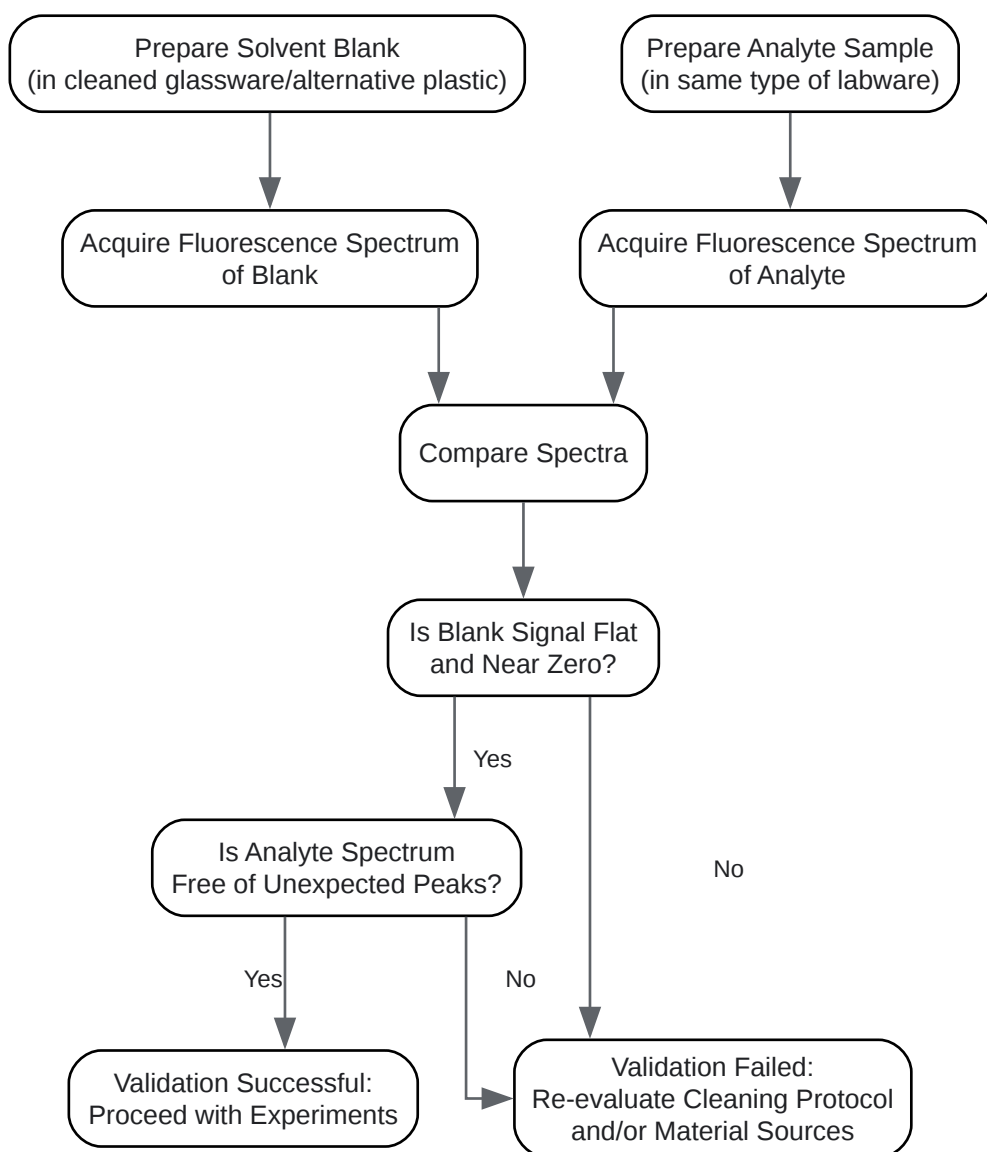 Prepare Solvent Blank
(in cleaned glassware/alternative plastic)
Prepare Analyte Sample
(in same type of labware)
Acquire Fluorescence Spectrum
of Blank
Acquire Fluorescence Spectrum
of Analyte
Compare Spectra
Is Blank Signal Flat
and Near Zero?
Yes
Is Analyte Spectrum
Free of Unexpected Peaks?
No
Yes
No
Validation Successful:
Proceed with Experiments
Validation Failed:
Re-evaluate Cleaning Protocol
and/or Material Sources